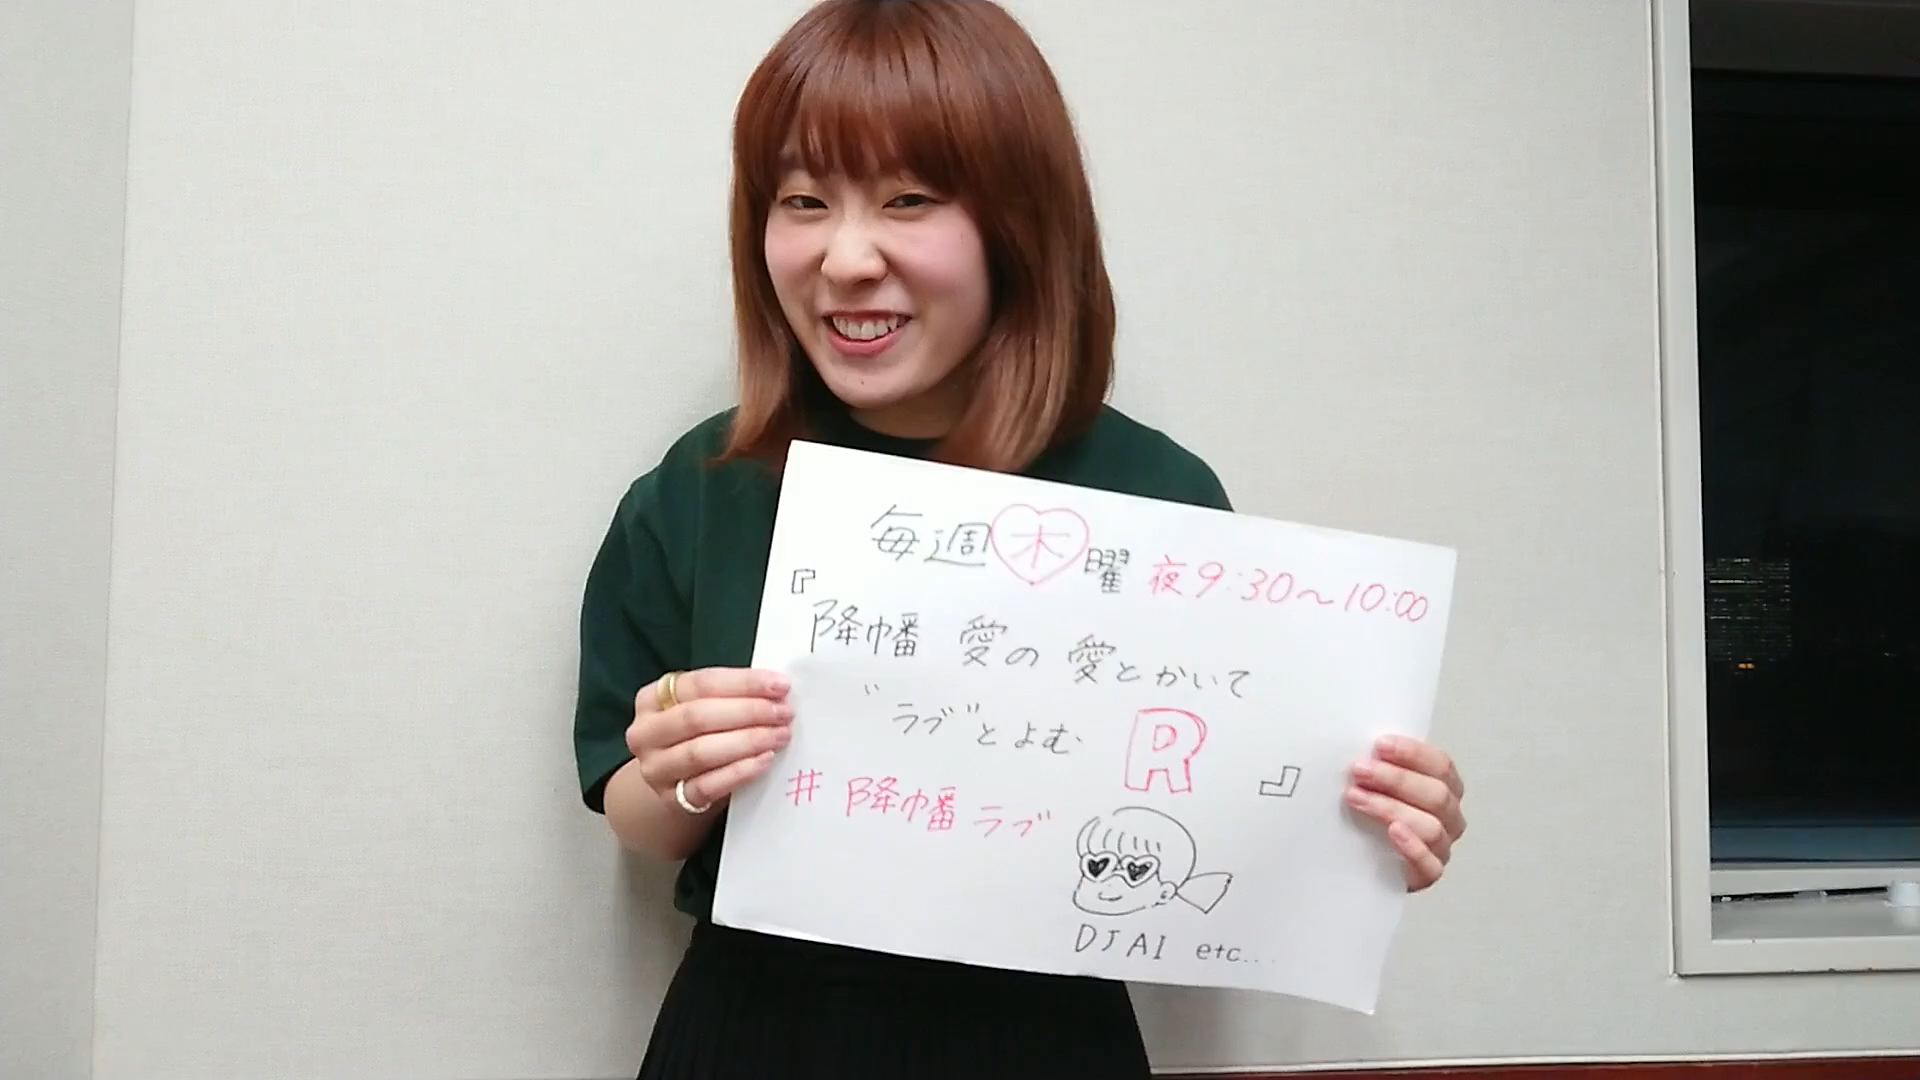 毎週木曜 夜9:30～10:00
『
降幡 愛の 愛とかいて
"ラブ"とよむ R 』
# 降幡ラブ
DJ AI etc...